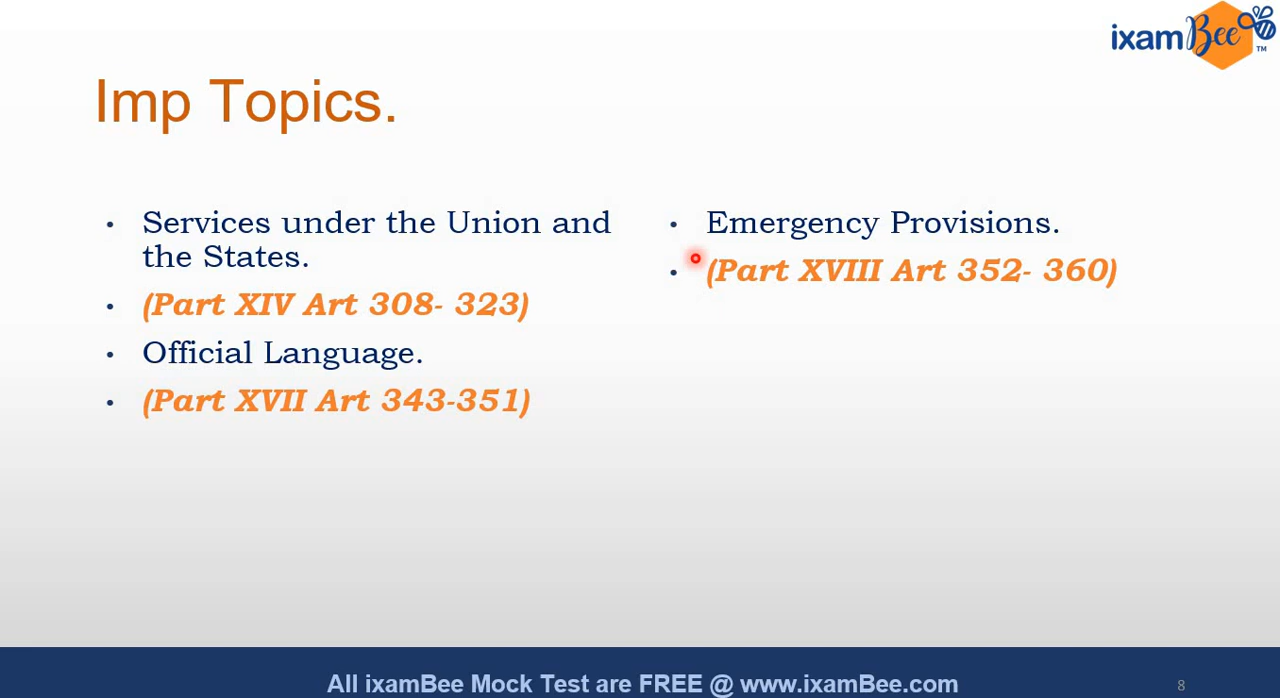 ixamBee™
Imp Topics.
• Services under the Union and
the States.
• (Part XIV Art 308- 323)
• Official Language.
• (Part XVII Art 343-351)
• Emergency Provisions.
• (Part XVIII Art 352- 360)
All ixamBee Mock Test are FREE @ www.ixamBee.com
8